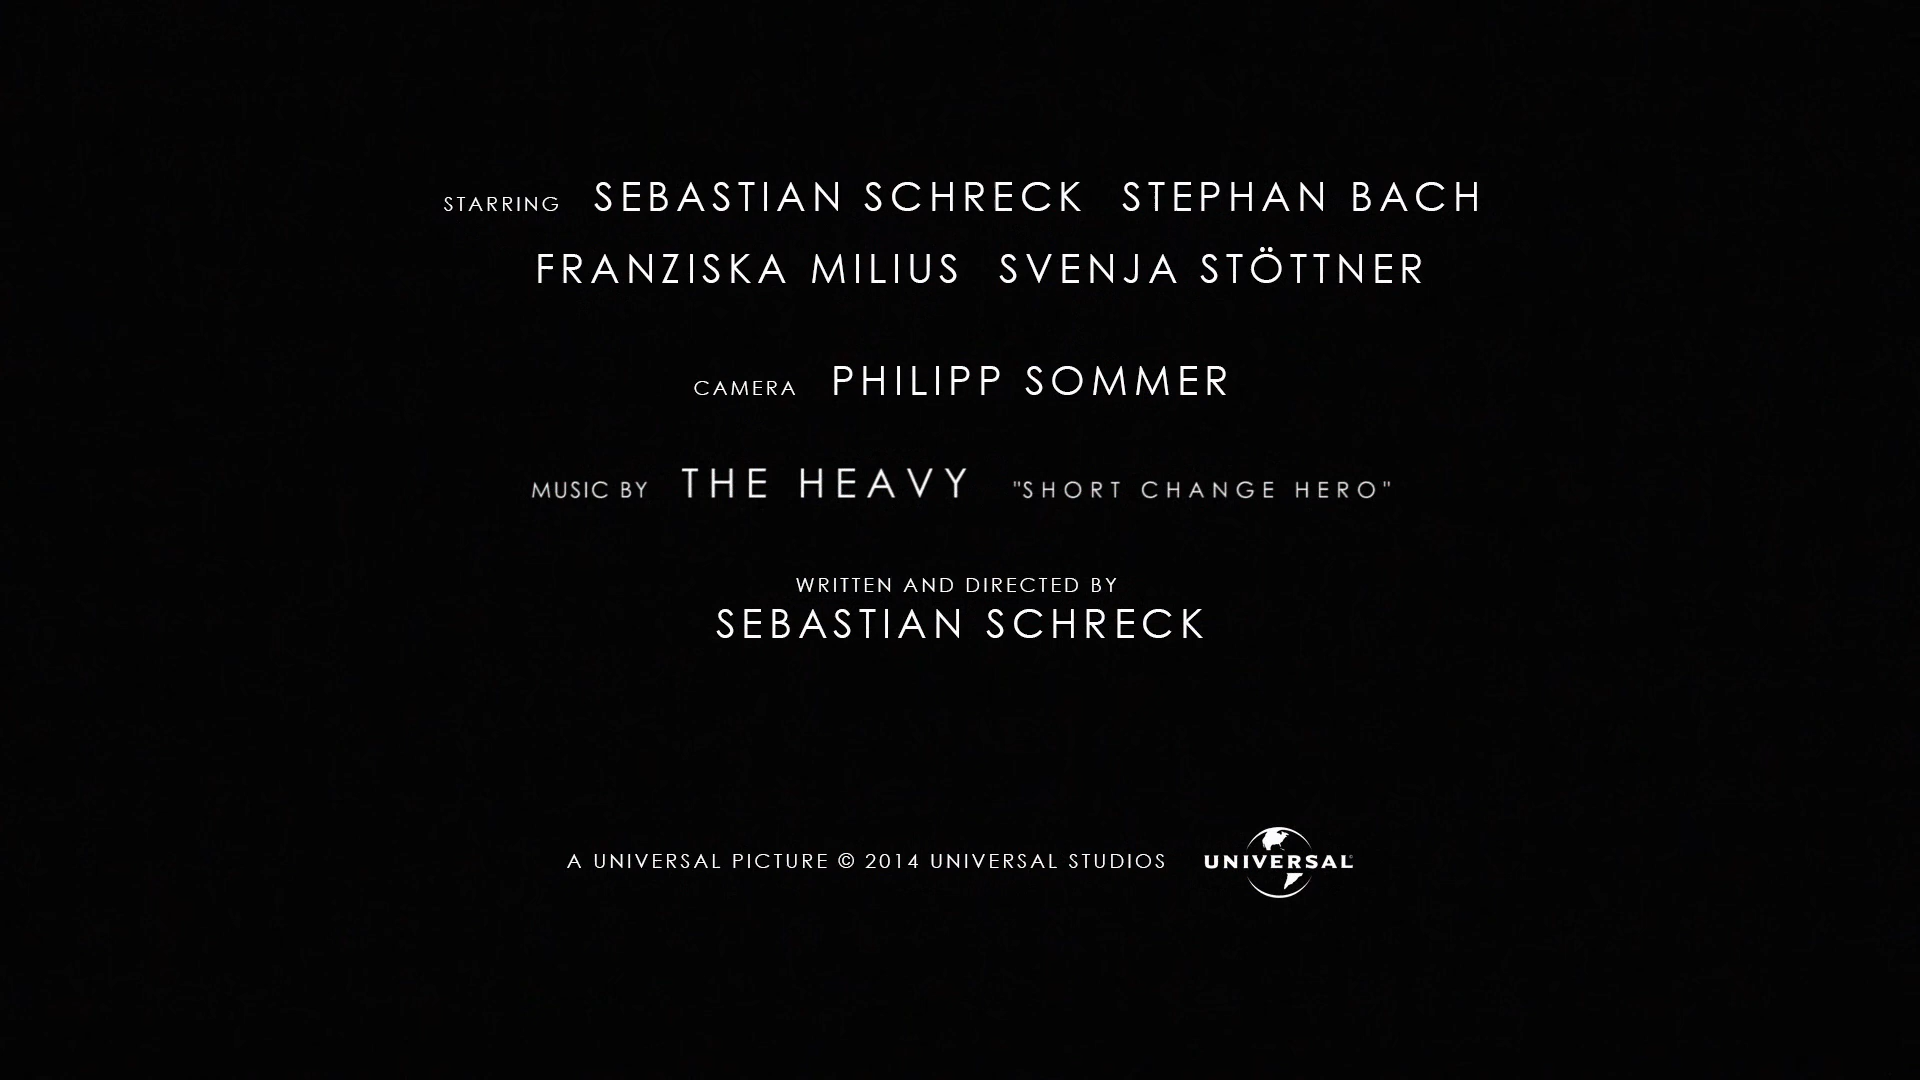 STARRING SEBASTIAN SCHRECK STEPHAN BACH
FRANZISKA MILIUS SVENJA STÖTTNER
CAMERA PHILIPP SOMMER
MUSIC BY THE HEAVY "SHORT CHANGE HERO"
WRITTEN AND DIRECTED BY
SEBASTIAN SCHRECK
A UNIVERSAL PICTURE © 2014 UNIVERSAL STUDIOS UNIVERSAL